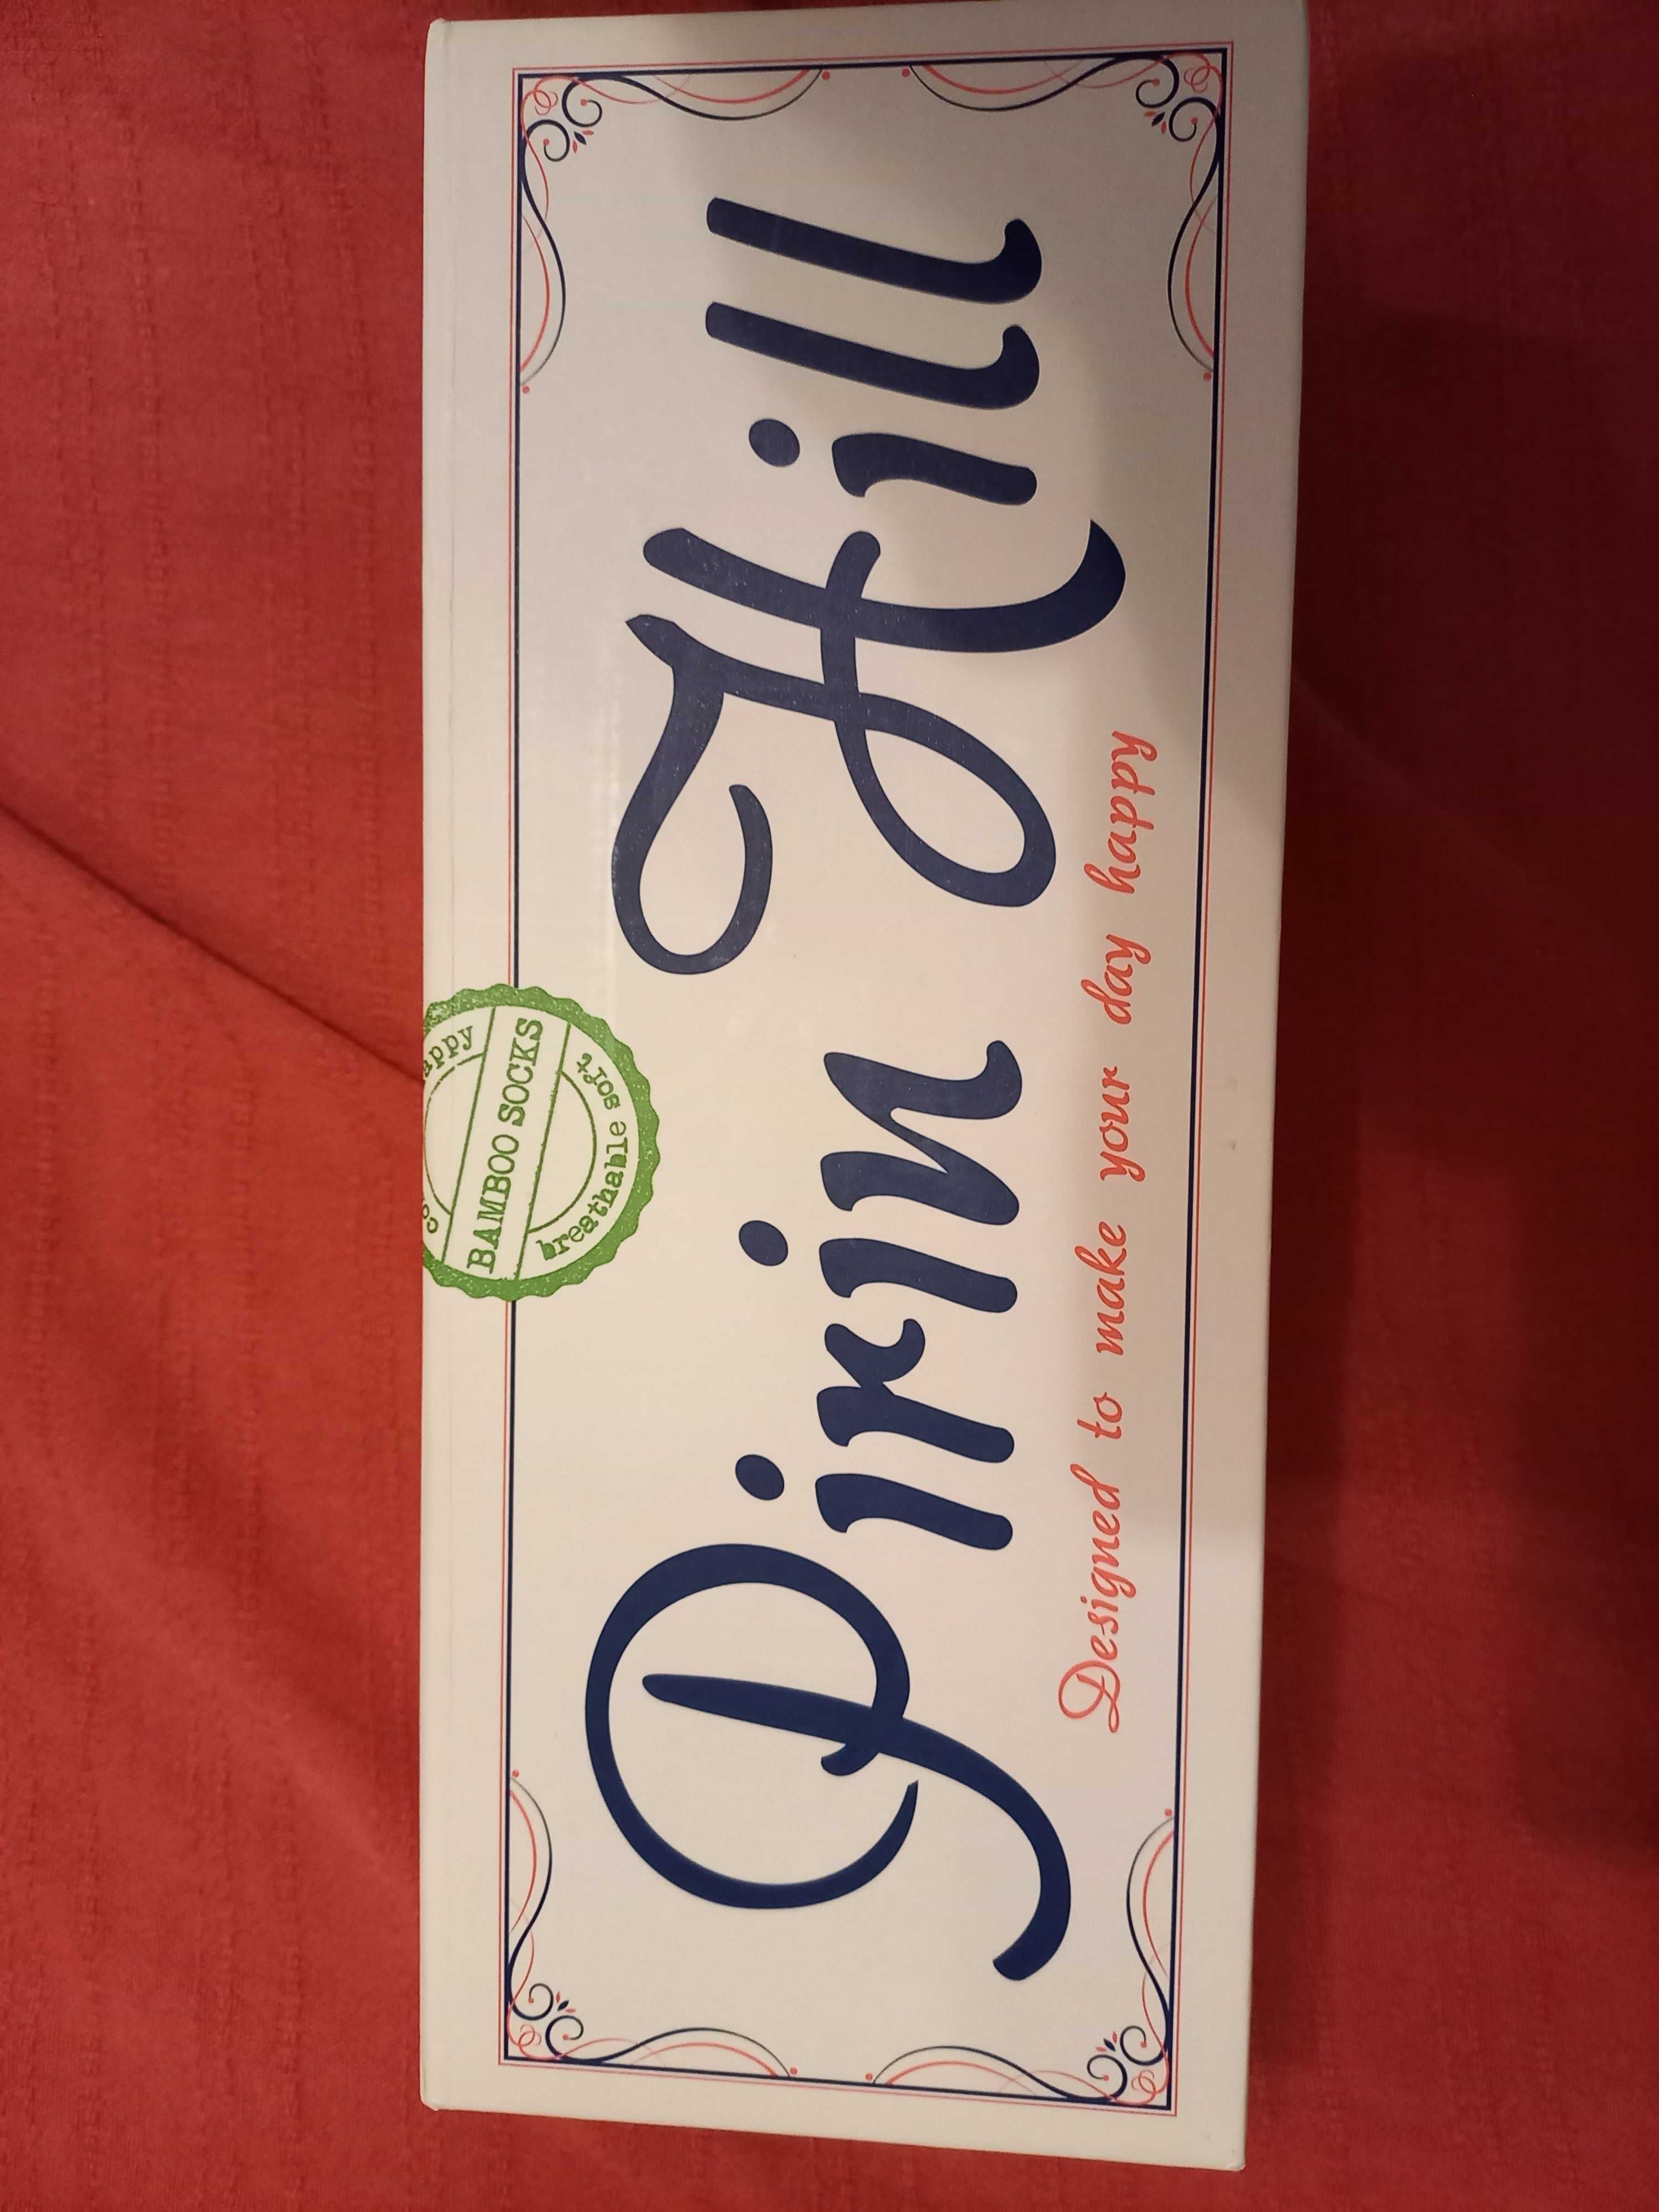 appy
BAMBOO SOCKS
breathable soft
Pirin Hill
Designed to make your day happy